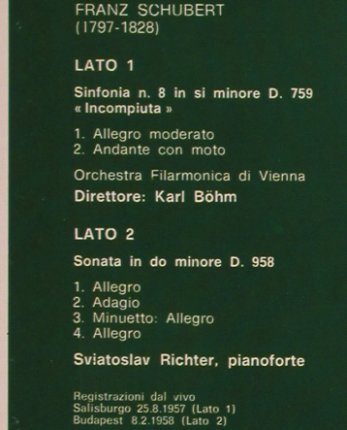 FRANZ SCHUBERT
(1797-1828)
LATO 1
Sinfonia n. 8 in si minore D. 759
« Incompiuta »
1. Allegro moderato
2. Andante con moto
Orchestra Filarmonica di Vienna
Direttore: Karl Böhm
LATO 2
Sonata in do minore D. 958
1. Allegro
2. Adagio
3. Minuetto: Allegro
4. Allegro
Sviatoslav Richter, pianoforte
Registrazioni dal vivo
Salisburgo 25.8.1957 (Lato 1)
Budapest 8.2.1958 (Lato 2)